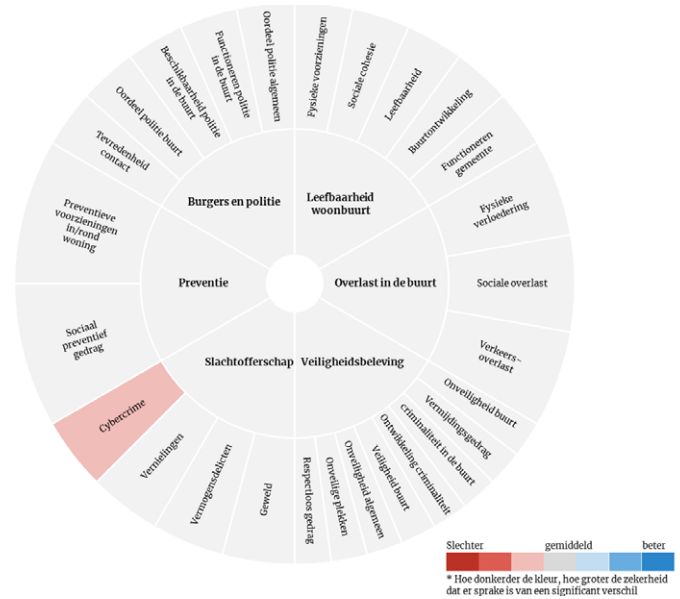 Oordeel politie algemeen
Functioneren politie
in de buurt
Beschikbaarheid politie
in de buurt
Oordeel politie buurt
Tevredenheid
contact
Fysieke voorzieningen
Sociale cohesie
Leefbaarheid
Buurtontwikkeling
Functioneren
gemeente
Burgers en politie
Leefbaarheid
woonbuurt
Preventieve
voorzieningen
in/rond
woning
Fysieke
verloedering
Preventie
Overlast in de buurt
Sociale overlast
Sociaal
preventief
gedrag
Verkeers-
overlast
Slachtofferschap
Veiligheidsbeleving
Cybercrime
Vernielingen
Vermogensdelicten
Geweld
Respectloos gedrag
Onveilige plekken
Onveiligheid algemeen
Veiligheid buurt
Ontwikkeling criminaliteit
criminaliteit in de buurt
Vermijdingsgedrag
Onveiligheid buurt
Slechter gemiddeld beter
* Hoe donkerder de kleur, hoe groter de zekerheid
dat er sprake is van een significant verschil